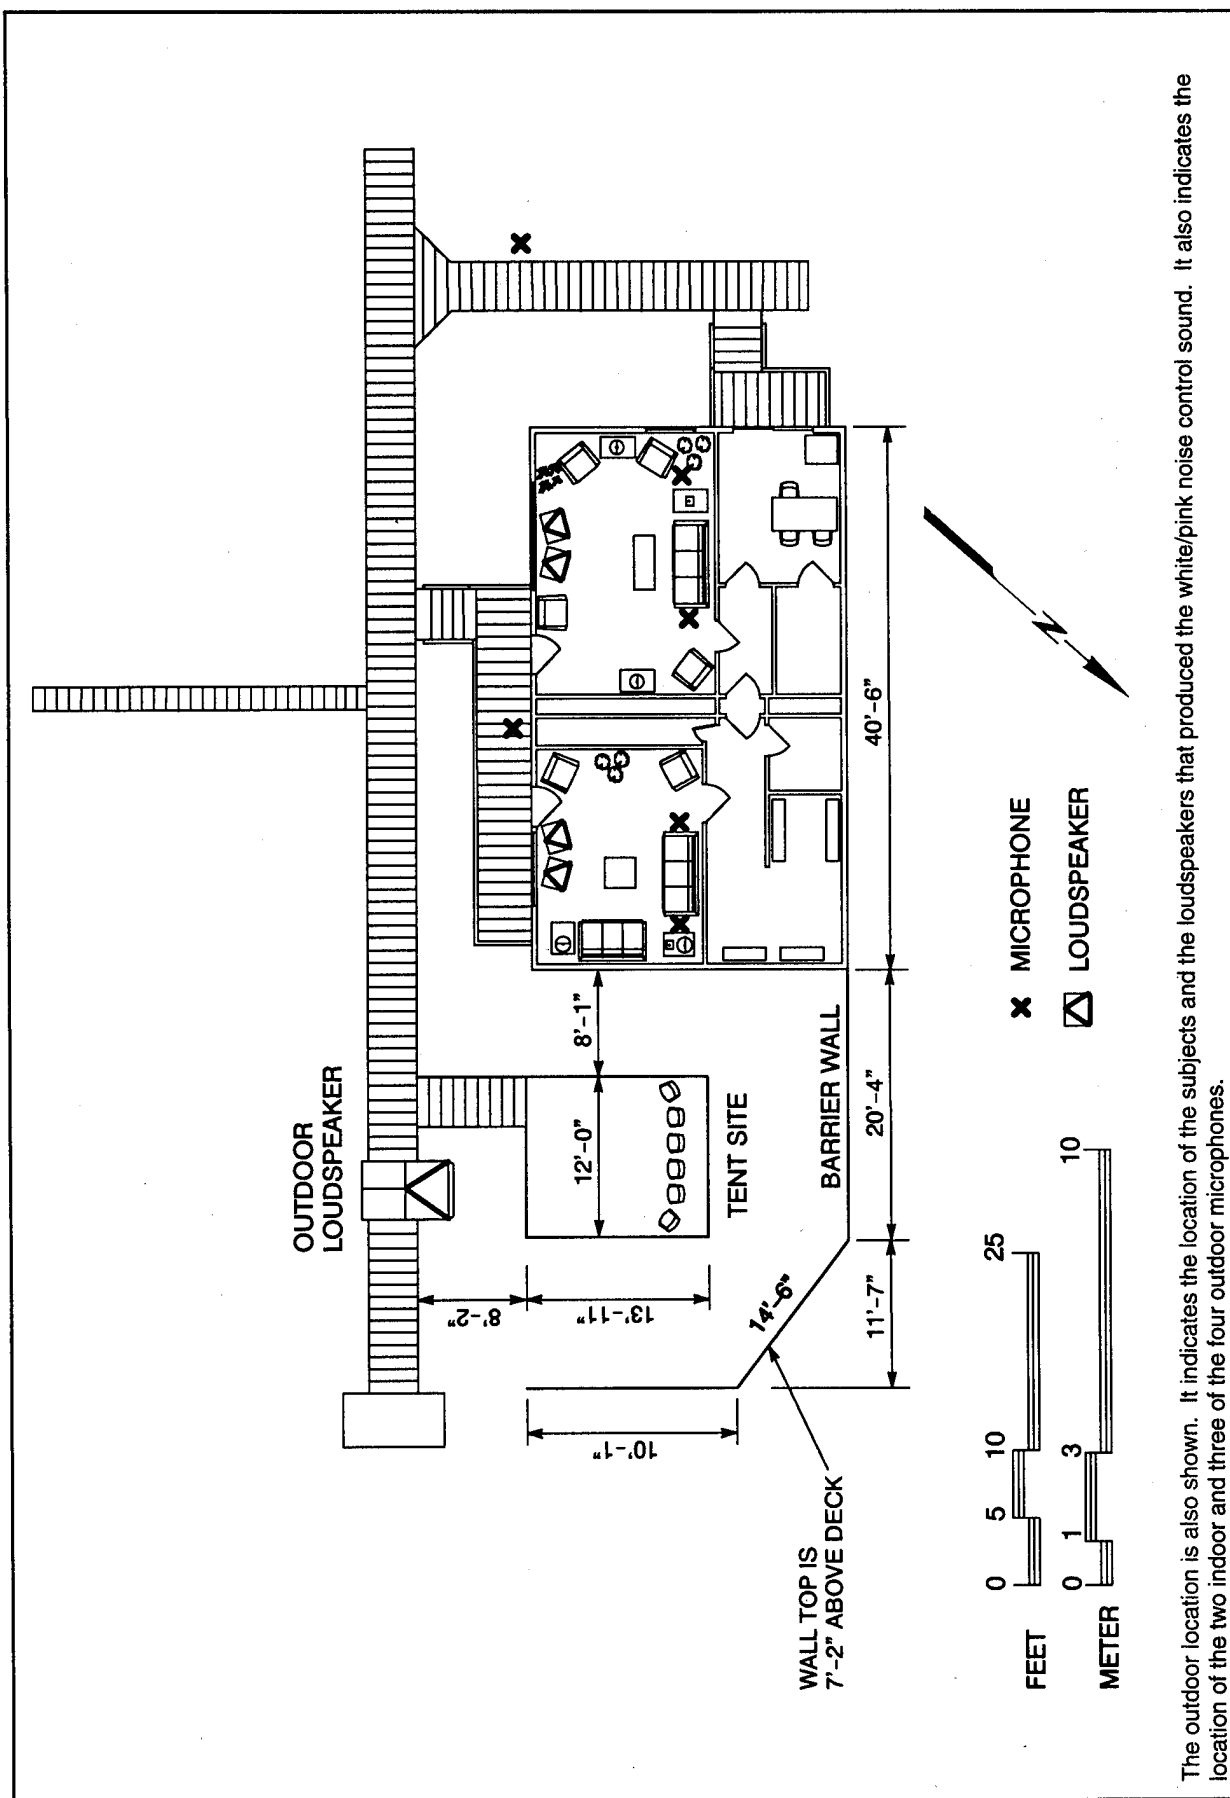 OUTDOOR
LOUDSPEAKER
8'-2"
13'-11"
10'-1"
12'-0"
8'-1"
TENT SITE
14'-6"
BARRIER WALL
WALL TOP IS
7'-2" ABOVE DECK
11'-7"
20'-4"
40'-6"
N
FEET
0 5 10 25
METER
0 1 3 10
MICROPHONE
LOUDSPEAKER
The outdoor location is also shown. It indicates the location of the subjects and the loudspeakers that produced the white/pink noise control sound. It also indicates the
location of the two indoor and three of the four outdoor microphones.